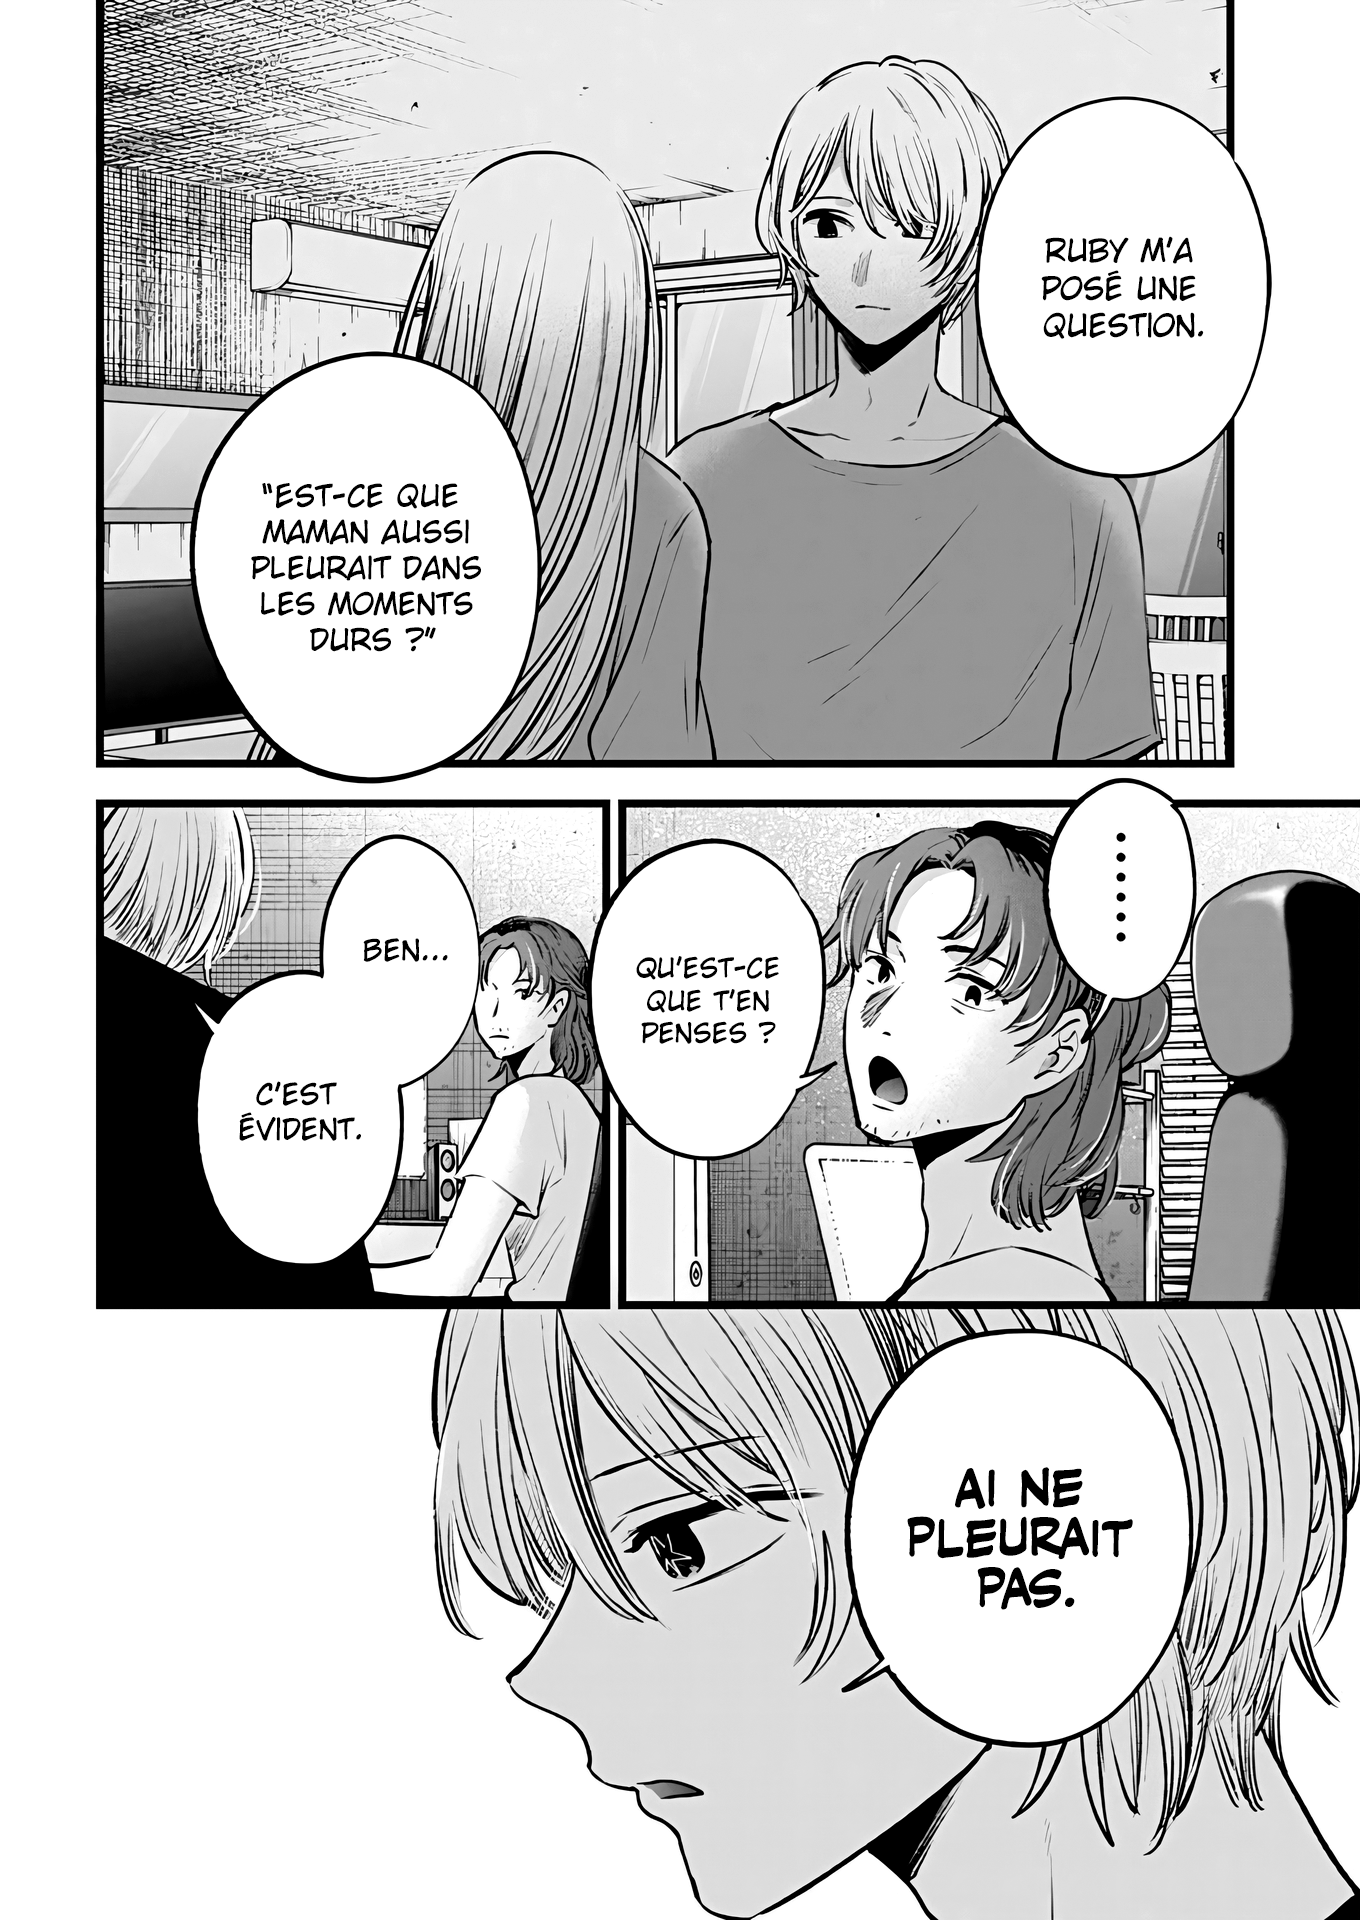 RUBY M'A
POSÉ UNE
QUESTION.
"EST-CE QUE
MAMAN AUSSI
PLEURAIT DANS
LES MOMENTS
DURS ?"
......
QU'EST-CE
QUE T'EN
PENSES ?
BEN...
C'EST
ÉVIDENT.
AI NE
PLEURAIT
PAS.